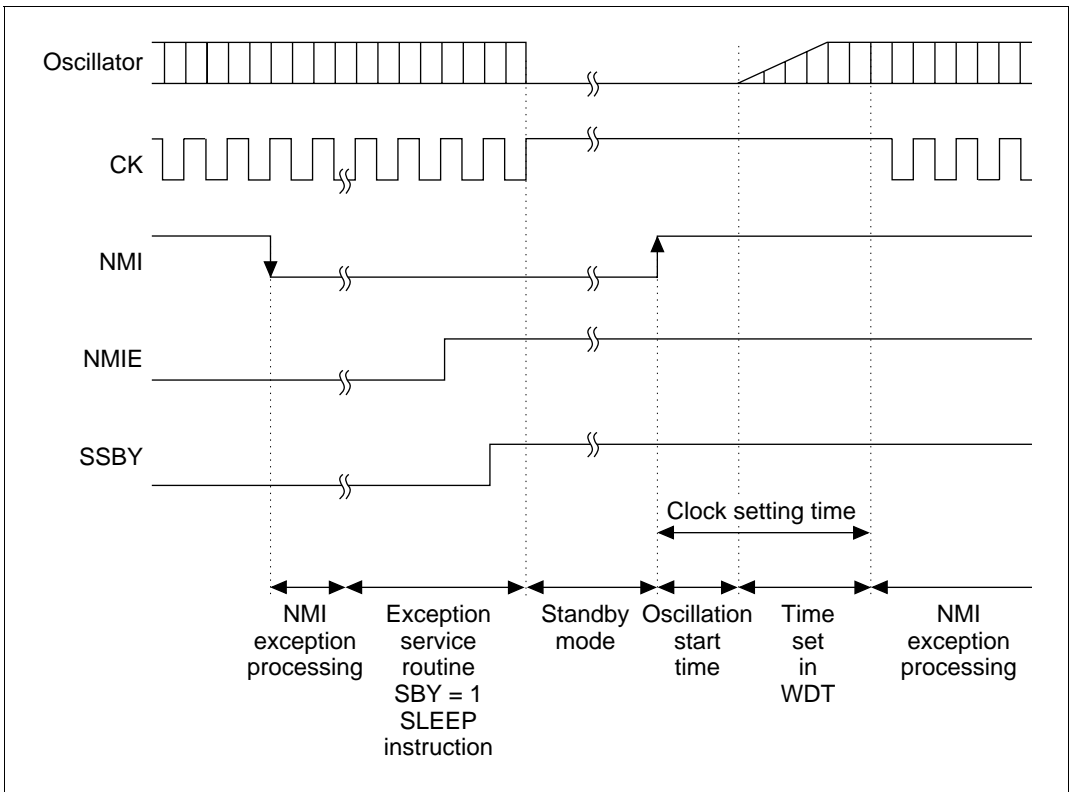 Oscillator
CK
NMI
NMIE
SSBY
Clock setting time
NMI
exception
processing
Exception
service
routine
SBY = 1
SLEEP
instruction
Standby
mode
Oscillation
start
time
Time
set
in
WDT
NMI
exception
processing